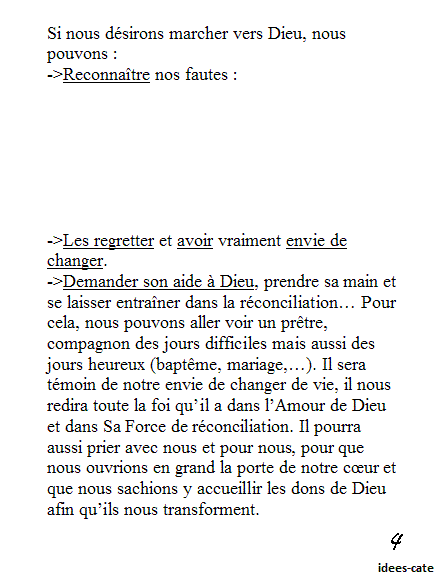 Si nous désirons marcher vers Dieu, nous
pouvons :
->Reconnaître nos fautes :
->Les regretter et avoir vraiment envie de
changer.
->Demander son aide à Dieu, prendre sa main et
se laisser entraîner dans la réconciliation… Pour
cela, nous pouvons aller voir un prêtre,
compagnon des jours difficiles mais aussi des
jours heureux (baptême, mariage,…). Il sera
témoin de notre envie de changer de vie, il nous
redira toute la foi qu’il a dans l’Amour de Dieu
et dans Sa Force de réconciliation. Il pourra
aussi prier avec nous et pour nous, pour que
nous ouvrions en grand la porte de notre cœur et
que nous sachions y accueillir les dons de Dieu
afin qu’ils nous transforment.
4
idees-cate